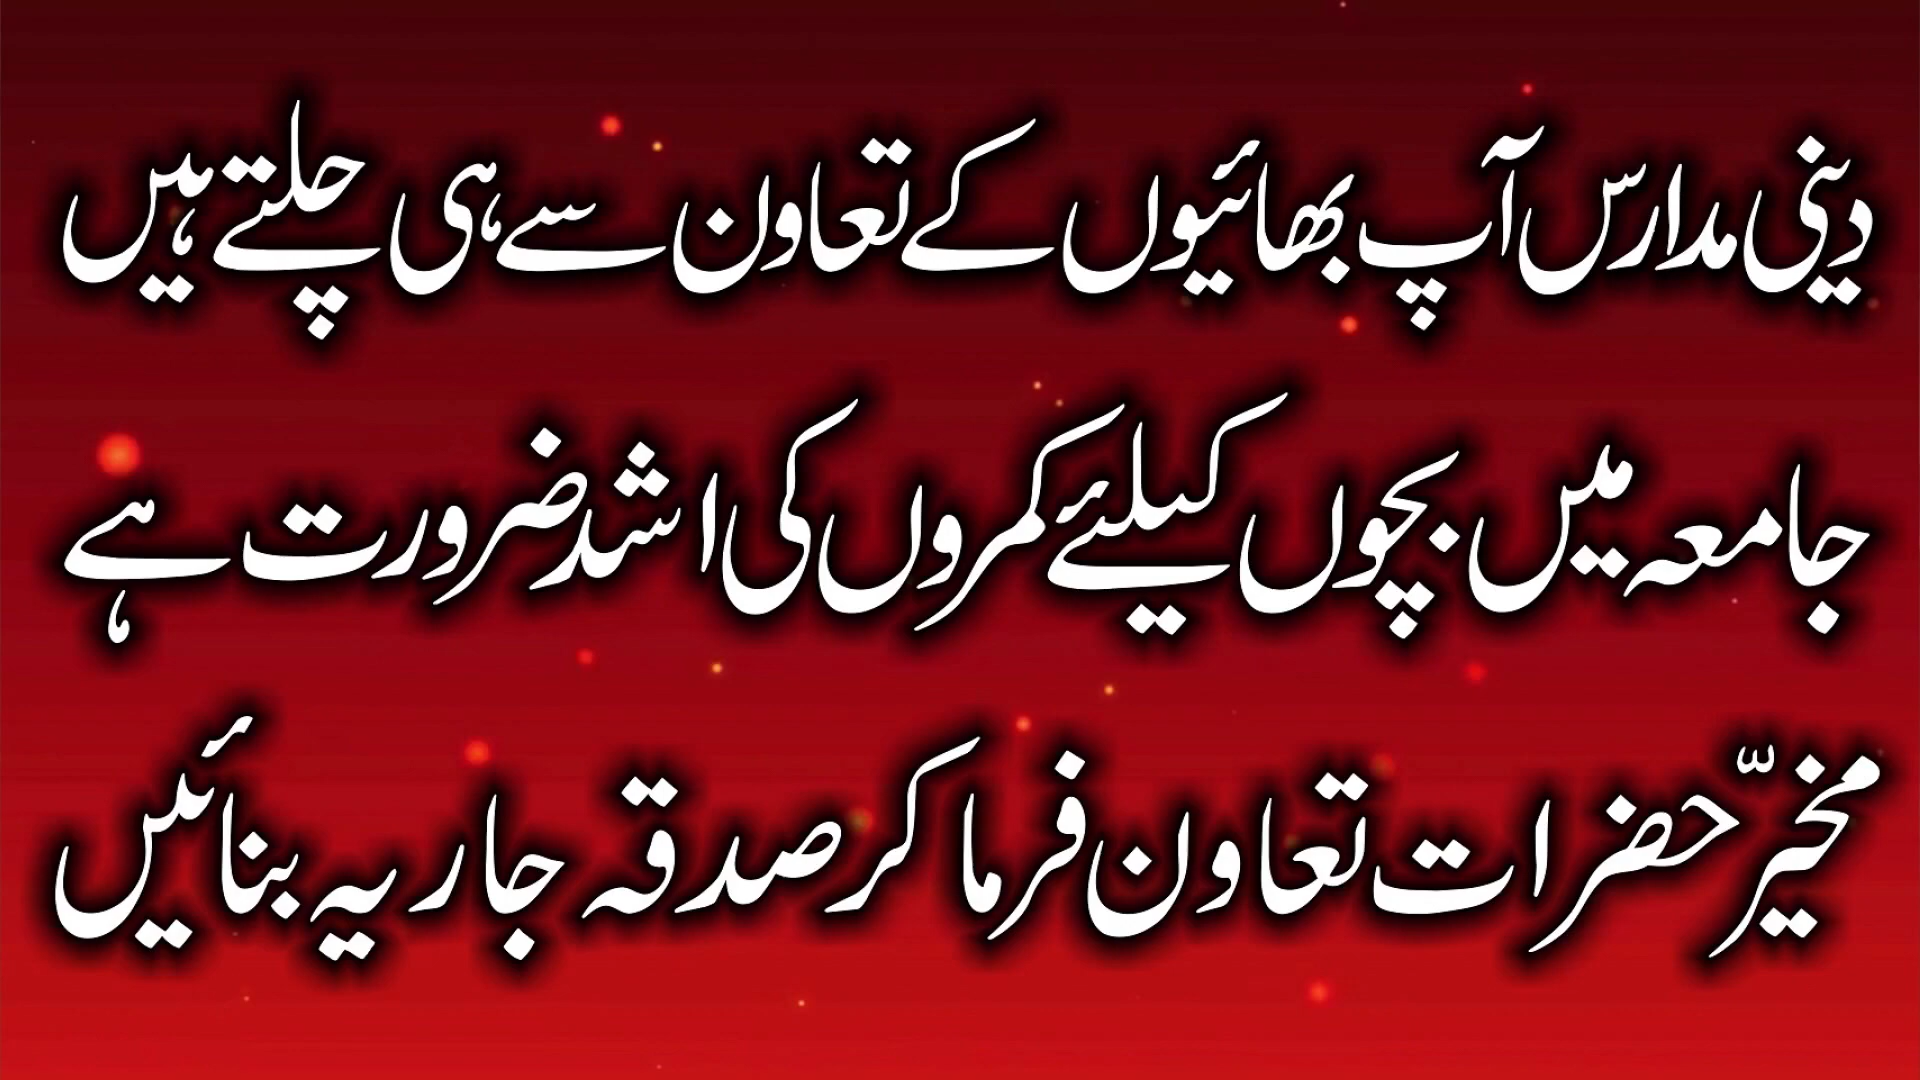 دینی مدارس آپ بھائیوں کے تعاون سے ہی چلتے ہیں
جامعہ میں بچوں کیلئے کمروں کی اشد ضرورت ہے
مخیرّ حضرات تعاون فرما کر صدقہ جاریہ بنائیں